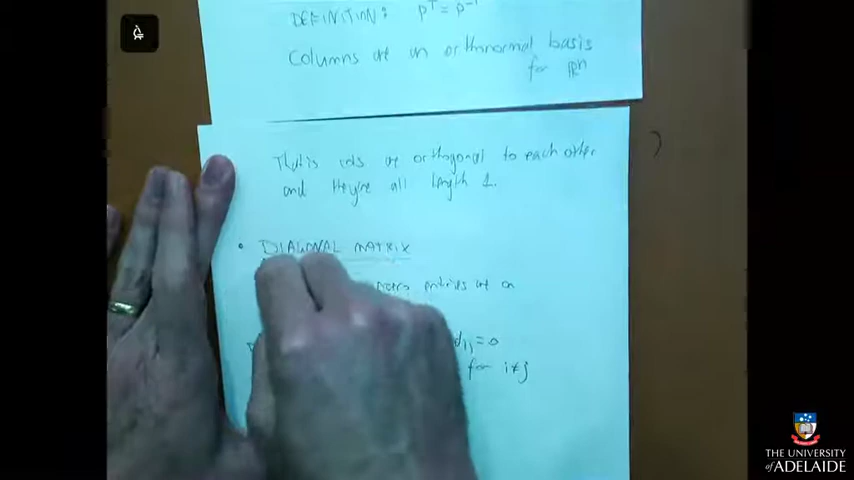 DEFINITION: P^T = P^-1
Columns are an orthonormal basis
for R^n
That is cols are orthogonal to each other
and they're all length 1.
• DIAGONAL MATRIX
entries are on
d_ij = 0
for i≠j
THE UNIVERSITY
of ADELAIDE